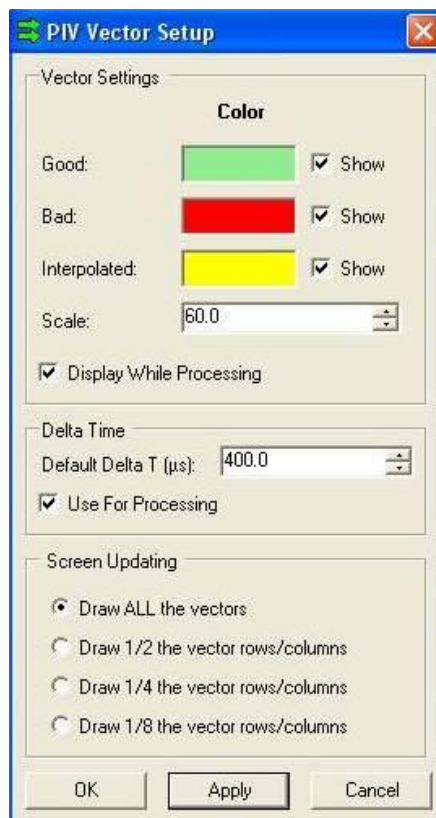 PIV Vector Setup
Vector Settings
Color
Good:
Show
Bad:
Show
Interpolated:
Show
Scale:
60.0
Display While Processing
Delta Time
Default Delta T (µs):
400.0
Use For Processing
Screen Updating
Draw ALL the vectors
Draw 1/2 the vector rows/columns
Draw 1/4 the vector rows/columns
Draw 1/8 the vector rows/columns
OK
Apply
Cancel